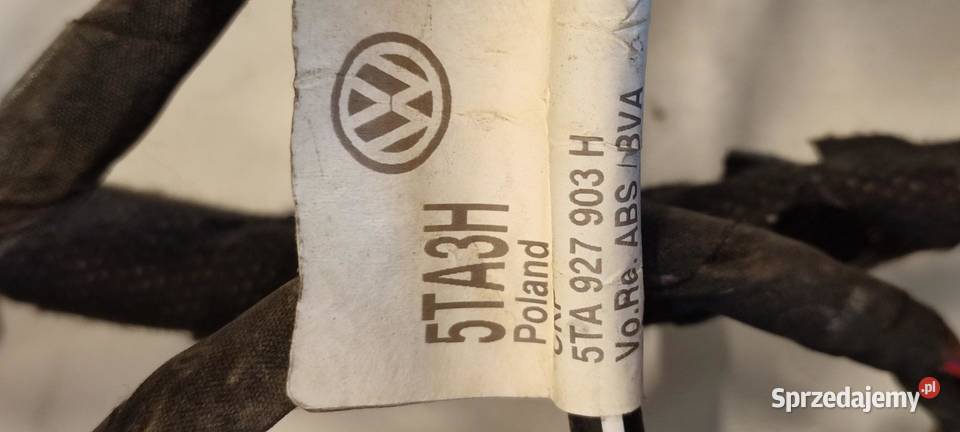 5TA3H
Poland
5TA 927 903 H
Vo.Re. ABS / BVA
Sprzedajemy.pl